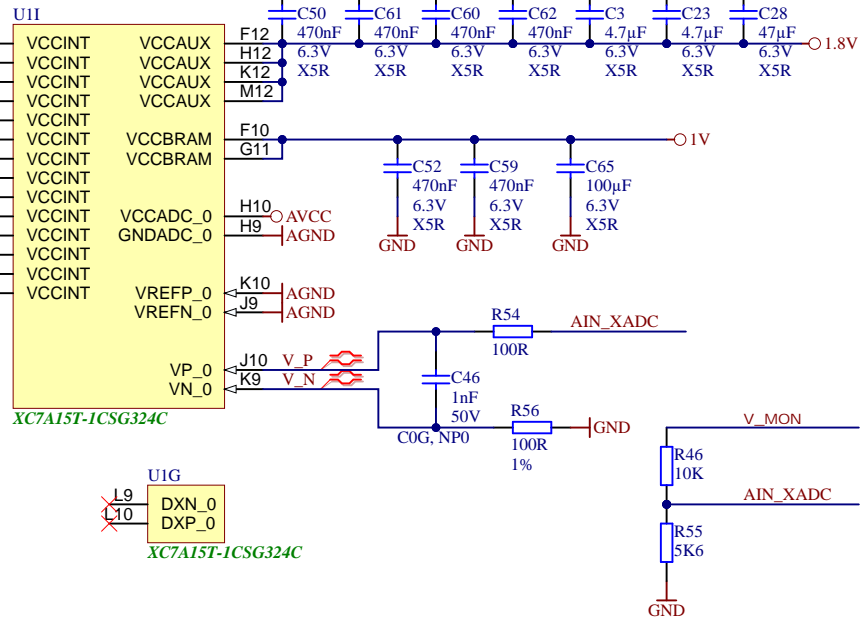 U1I
VCCINT VCCAUX F12
VCCINT VCCAUX H12
VCCINT VCCAUX K12
VCCINT VCCAUX M12
VCCINT
VCCINT VCCBRAM F10
VCCINT VCCBRAM G11
VCCINT
VCCINT
VCCINT VCCADC_0 H10 AVCC
VCCINT GNDADC_0 H9 AGND
VCCINT
VCCINT
VCCINT VREFP_0 K10 AGND
VREFN_0 J9 AGND
VP_0 J10 V_P
VN_0 K9 V_N
XC7A15T-1CSG324C
C50 C61 C60 C62 C3 C23 C28
470nF 470nF 470nF 470nF 4.7µF 4.7µF 47µF
1.8V
6.3V 6.3V 6.3V 6.3V 6.3V 6.3V 6.3V
X5R X5R X5R X5R X5R X5R X5R
1V
C52 C59 C65
470nF 470nF 100µF
6.3V 6.3V 6.3V
X5R X5R X5R
GND GND GND
R54
100R
AIN_XADC
C46
1nF
50V
C0G, NP0
R56
100R
1%
GND
V_MON
R46
10K
AIN_XADC
R55
5K6
GND
U1G
L9 DXN_0
L10 DXP_0
XC7A15T-1CSG324C